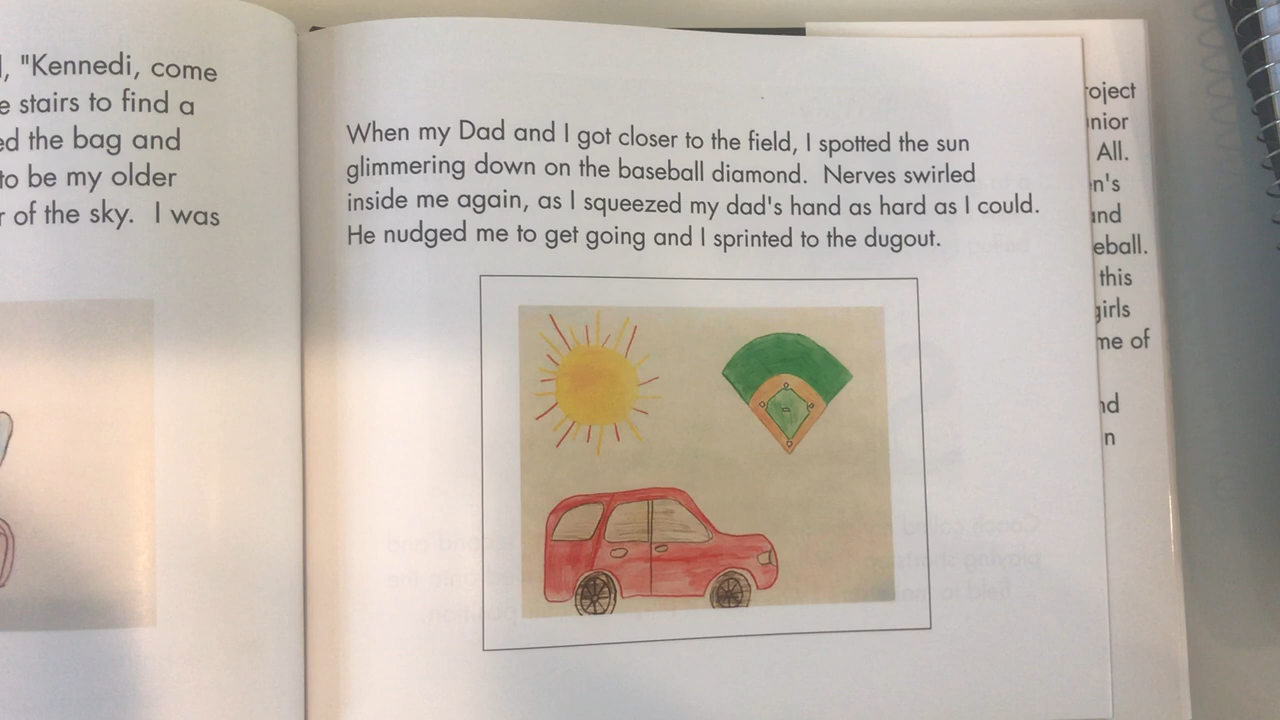 , "Kennedi, come
e stairs to find a
ed the bag and
to be my older
r of the sky.  I was
When my Dad and I got closer to the field, I spotted the sun
glimmering down on the baseball diamond.  Nerves swirled
inside me again, as I squeezed my dad's hand as hard as I could.
He nudged me to get going and I sprinted to the dugout.
oject
nior
All.
n's
and
eball.
this
girls
me of
nd
n